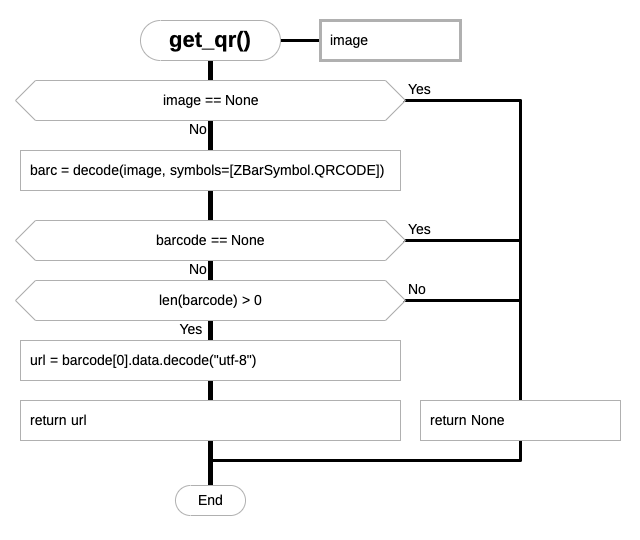 get_qr()
image
image == None
Yes
No
barc = decode(image, symbols=[ZBarSymbol.QRCODE])
barcode == None
Yes
No
len(barcode) > 0
No
Yes
url = barcode[0].data.decode("utf-8")
return url
return None
End